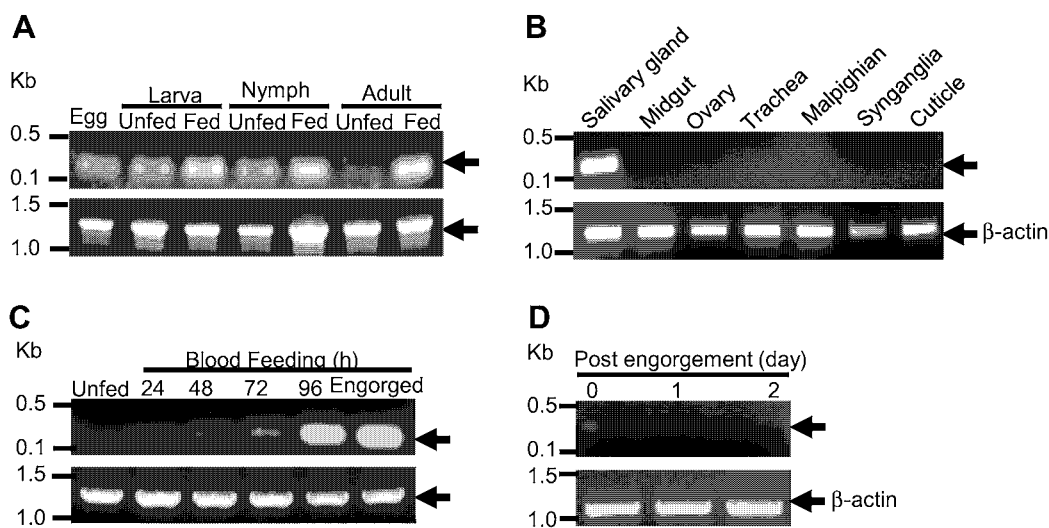 A
Kb
Larva Nymph Adult
Egg Unfed Fed Unfed Fed Unfed Fed
0.5
0.1
1.5
1.0
B
Kb
Salivary gland
Midgut
Ovary
Trachea
Malpighian
Synganglia
Cuticle
0.5
0.1
1.5
1.0
β-actin
C
Kb
Blood Feeding (h)
Unfed 24 48 72 96 Engorged
0.5
0.1
1.5
1.0
D
Kb
Post engorgement (day)
0 1 2
0.5
0.1
1.5
1.0
β-actin